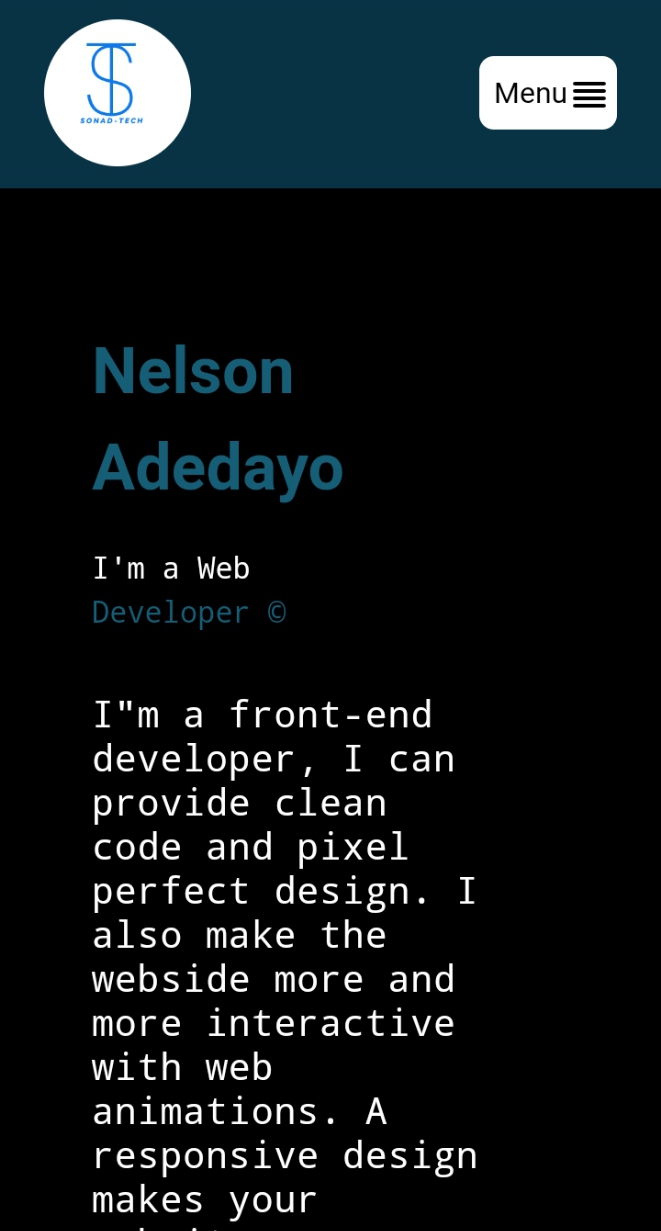 SONAD-TECH
Menu
Nelson
Adedayo
I'm a Web
Developer ©
I"m a front-end
developer, I can
provide clean
code and pixel
perfect design. I
also make the
webside more and
more interactive
with web
animations. A
responsive design
makes your